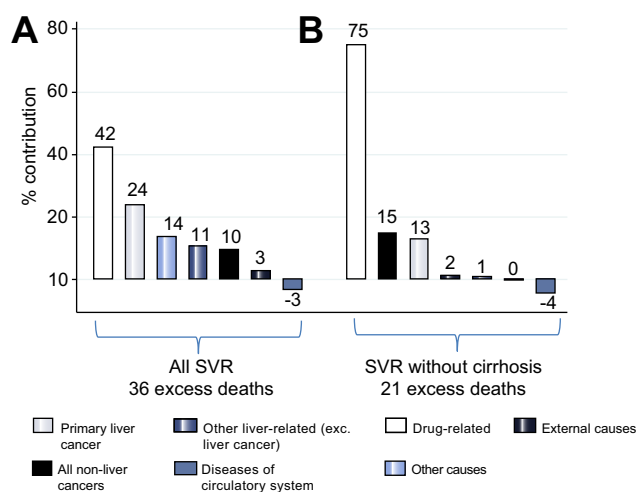 A
B
% contribution
80
60
40
20
10
42
24
14
11
10
3
-3
75
15
13
2
1
0
-4
All SVR
36 excess deaths
SVR without cirrhosis
21 excess deaths
Primary liver
cancer
Other liver-related (exc.
liver cancer)
Drug-related
External causes
All non-liver
cancers
Diseases of
circulatory system
Other causes